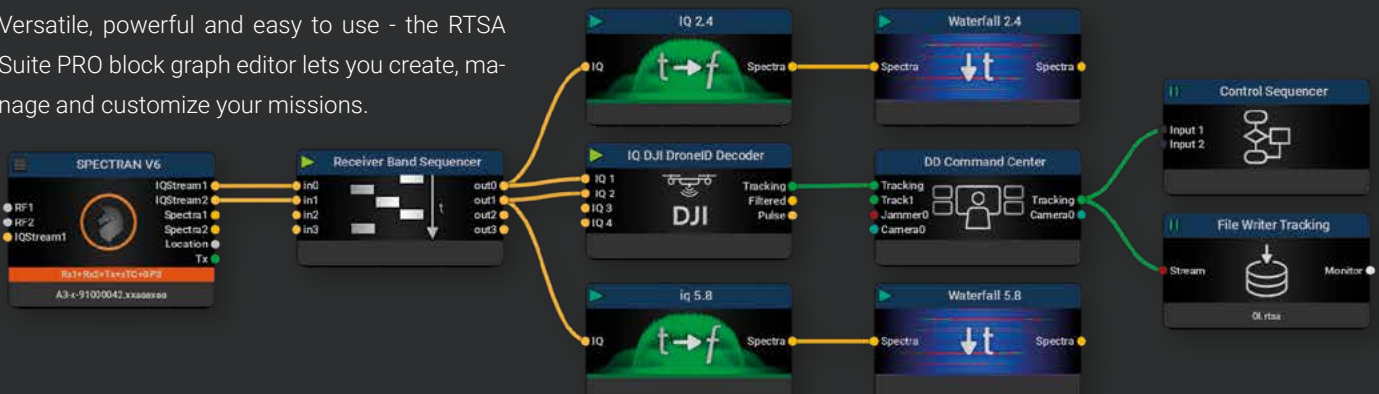 Versatile, powerful and easy to use - the RTSA
Suite PRO block graph editor lets you create, ma-
nage and customize your missions.
SPECTRAN V6
RF1
RF2
IQStream1
IQStream1
IQStream2
Spectra1
Spectra2
Location
Tx
Receiver Band Sequencer
in0
in1
in2
in3
t
out0
out1
out2
out3
IQ 2.4
IQ
t→f
Spectra
Waterfall 2.4
Spectra
↓t
Spectra
IQ DJI DroneID Decoder
IQ 1
IQ 2
IQ 3
IQ 4
DJI
Tracking
Filtered
Pulse
DD Command Center
Tracking
Track1
Jammer0
Camera0
Tracking
Camera0
iq 5.8
IQ
t→f
Spectra
Waterfall 5.8
Spectra
↓t
Spectra
Control Sequencer
Input 1
Input 2
File Writer Tracking
Stream
Monitor